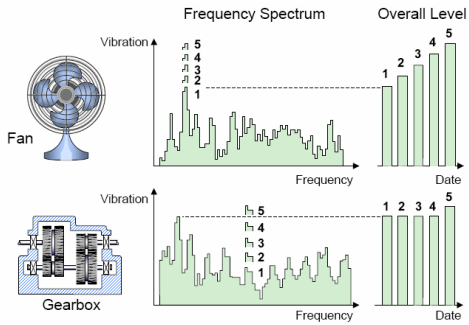 Frequency Spectrum
Overall Level
Vibration
5
4
3
2
1
1 2 3 4 5
Fan
Frequency
Date
Vibration
5
4
3
2
1
1 2 3 4 5
Gearbox
Frequency
Date